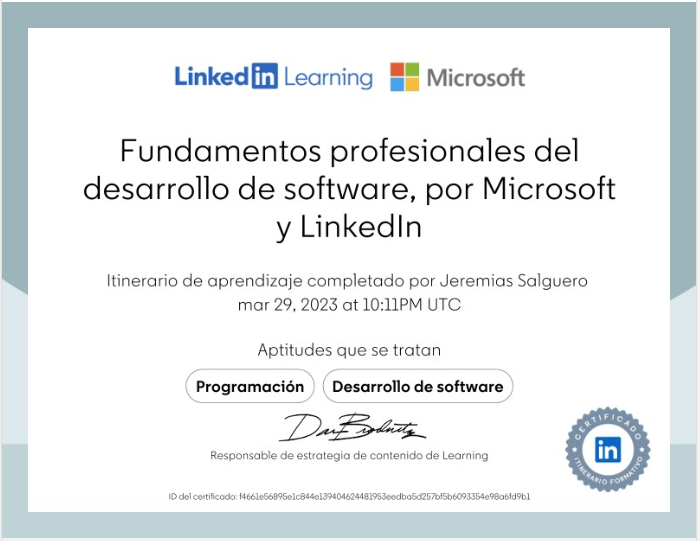 LinkedIn Learning Microsoft
Fundamentos profesionales del
desarrollo de software, por Microsoft
y LinkedIn
Itinerario de aprendizaje completado por Jeremias Salguero
mar 29, 2023 at 10:11PM UTC
Aptitudes que se tratan
Programación Desarrollo de software
Responsable de estrategia de contenido de Learning
CERTIFICADO
in
ITINERARIO FORMATIVO
ID del certificado: f4661e56895e1c844e139404624481953eedba5d257bf5b6093354e98a6fd9b1